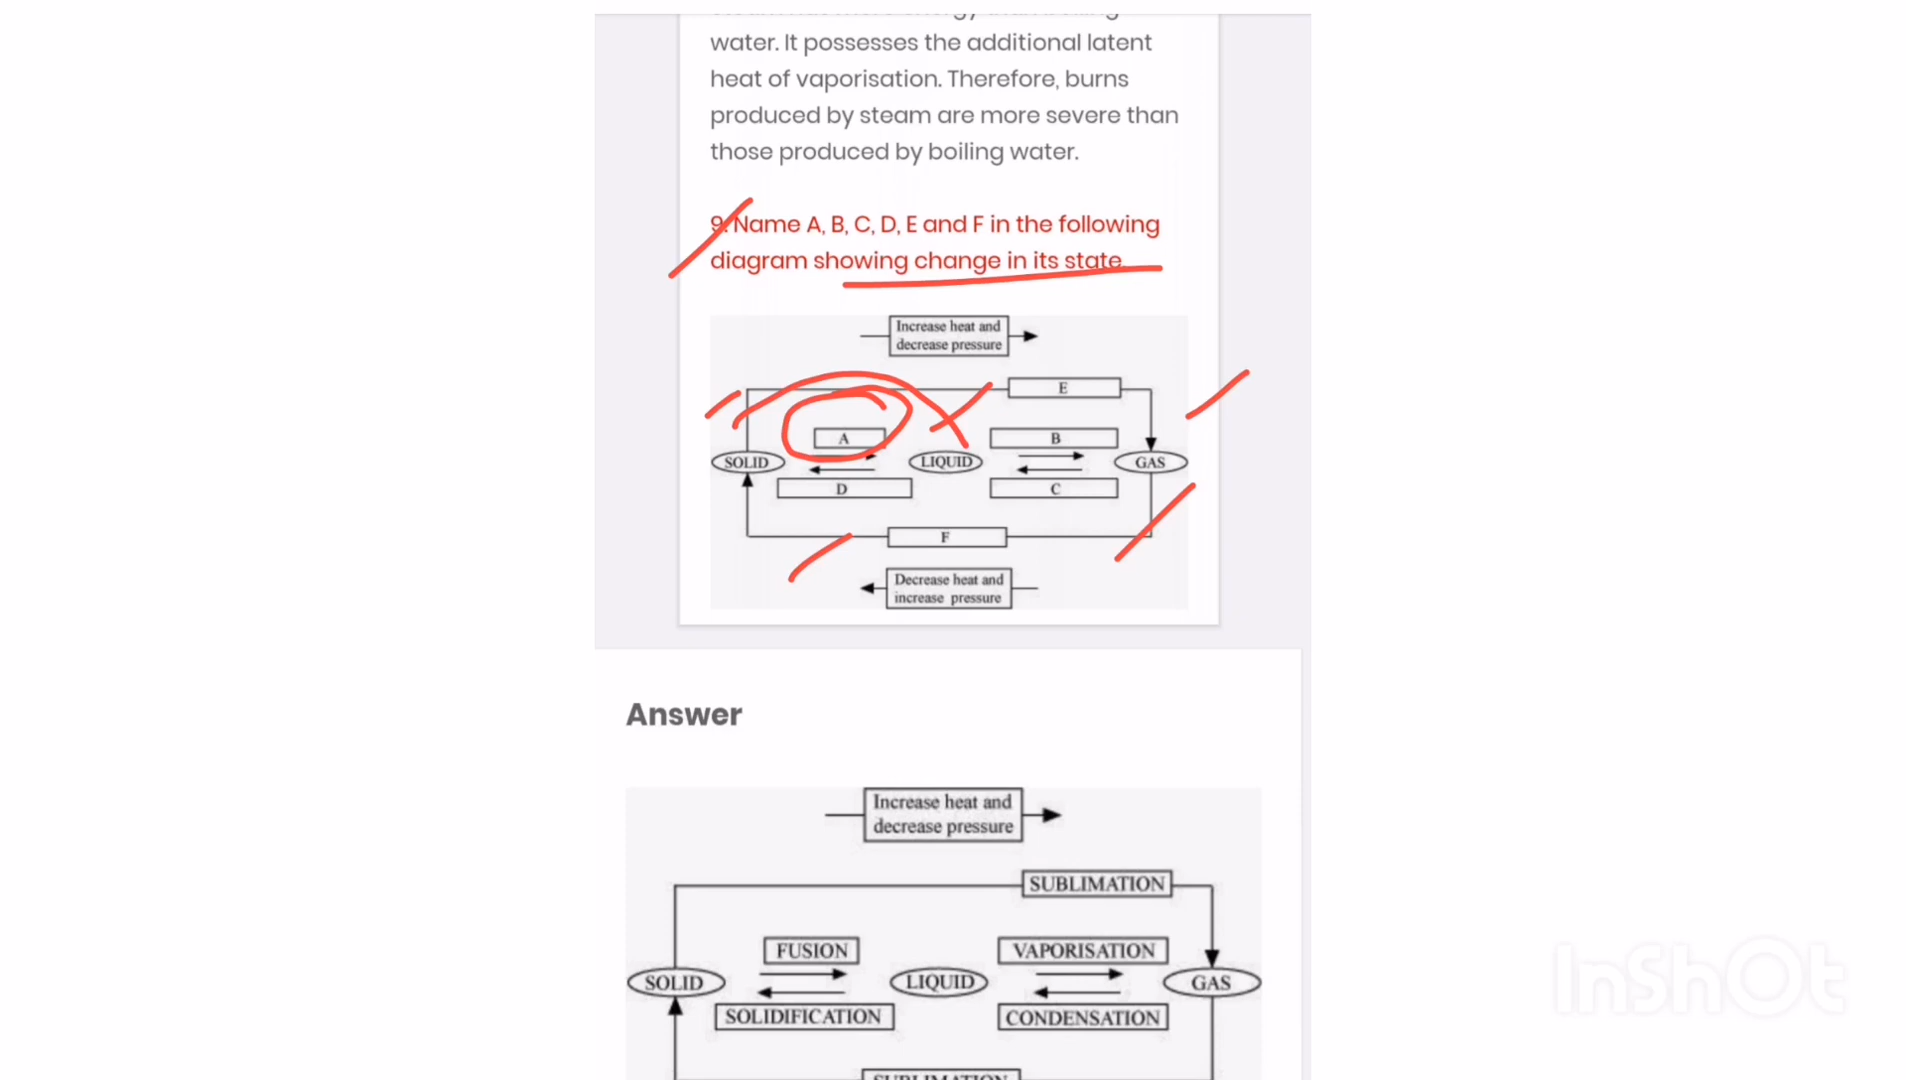 water. It possesses the additional latent
heat of vaporisation. Therefore, burns
produced by steam are more severe than
those produced by boiling water.
9. Name A, B, C, D, E and F in the following
diagram showing change in its state.
Increase heat and
decrease pressure
E
A
B
SOLID
LIQUID
GAS
D
C
F
Decrease heat and
increase pressure
Answer
Increase heat and
decrease pressure
SUBLIMATION
FUSION
VAPORISATION
SOLID
LIQUID
GAS
SOLIDIFICATION
CONDENSATION
InShOt